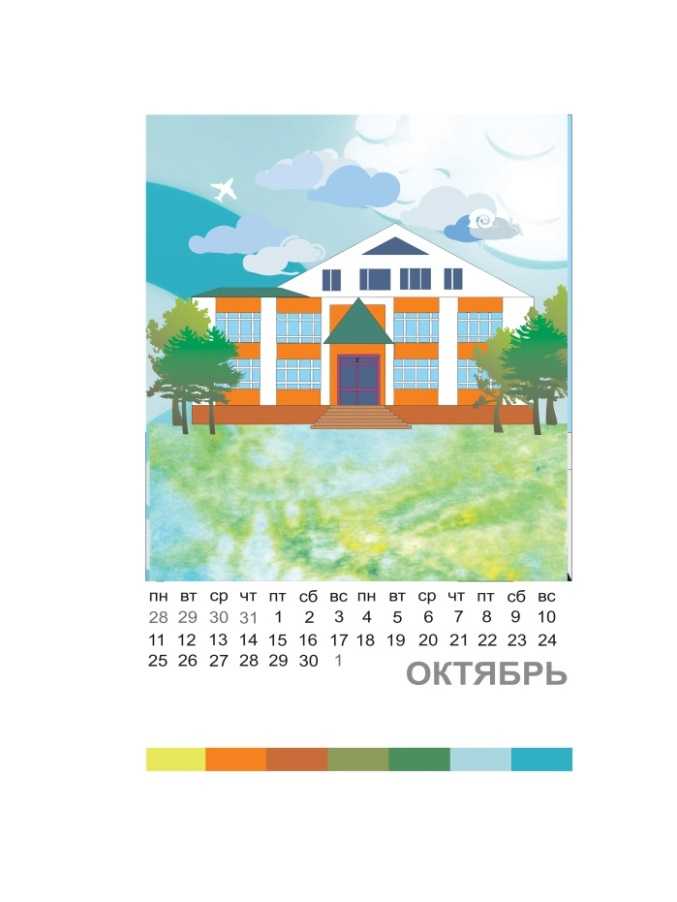 пн вт ср чт пт сб вс пн вт ср чт пт сб вс
28 29 30 31 1 2 3 4 5 6 7 8 9 10
11 12 13 14 15 16 17 18 19 20 21 22 23 24
25 26 27 28 29 30 1
ОКТЯБРЬ